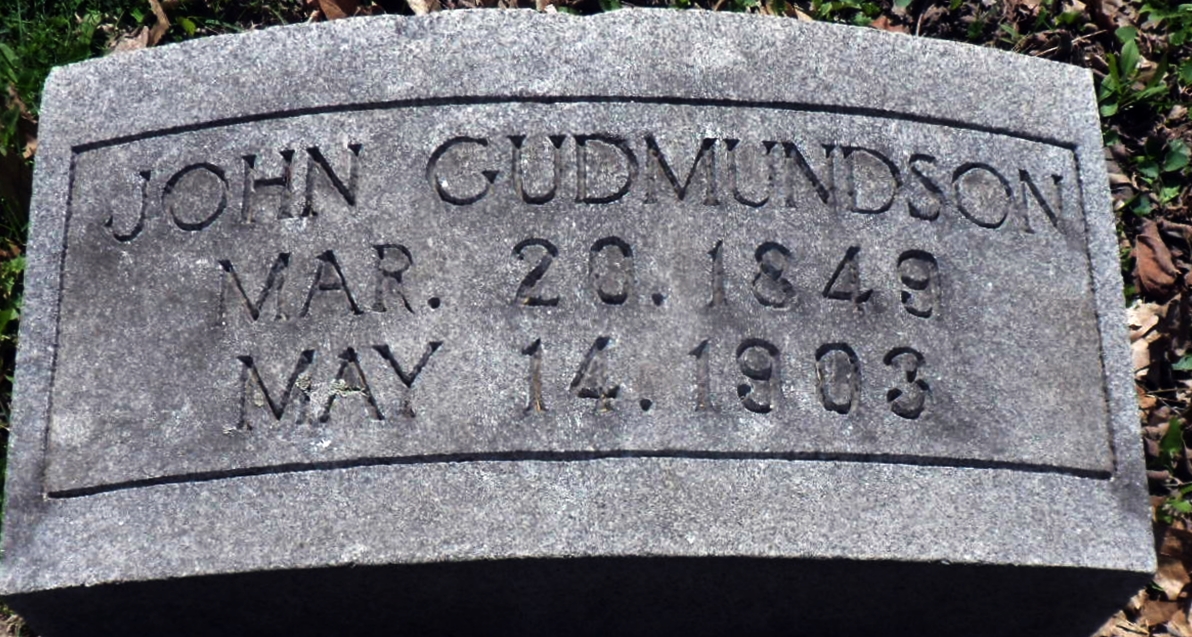 JOHN GUDMUNDSON
MAR. 20. 1849
MAY 14. 1903